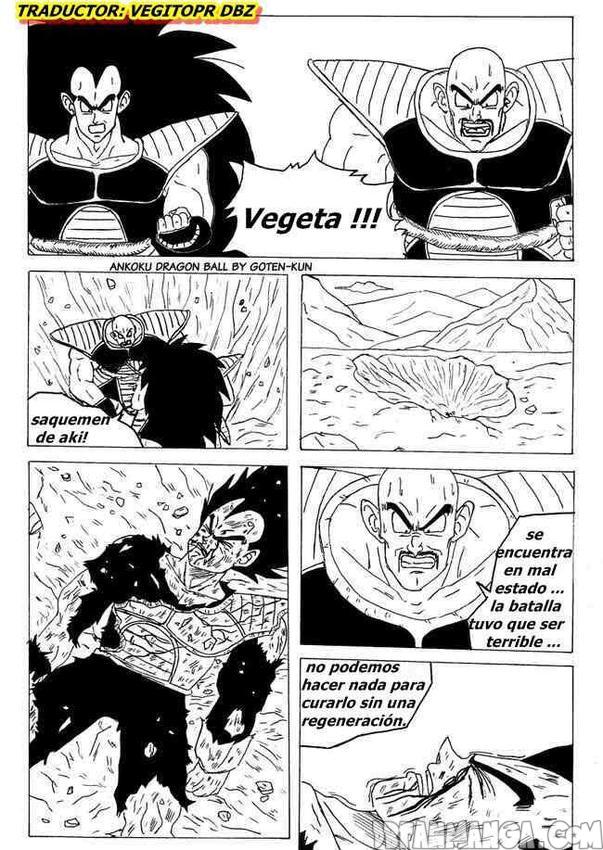 TRADUCTOR: VEGITOPR DBZ
Vegeta !!!
ANKOKU DRAGON BALL BY GOTEN-KUN
saquemen
de aki!
se
encuentra
en mal
estado ...
la batalla
tuvo que ser
terrible ...
no podemos
hacer nada para
curarlo sin una
regeneración.